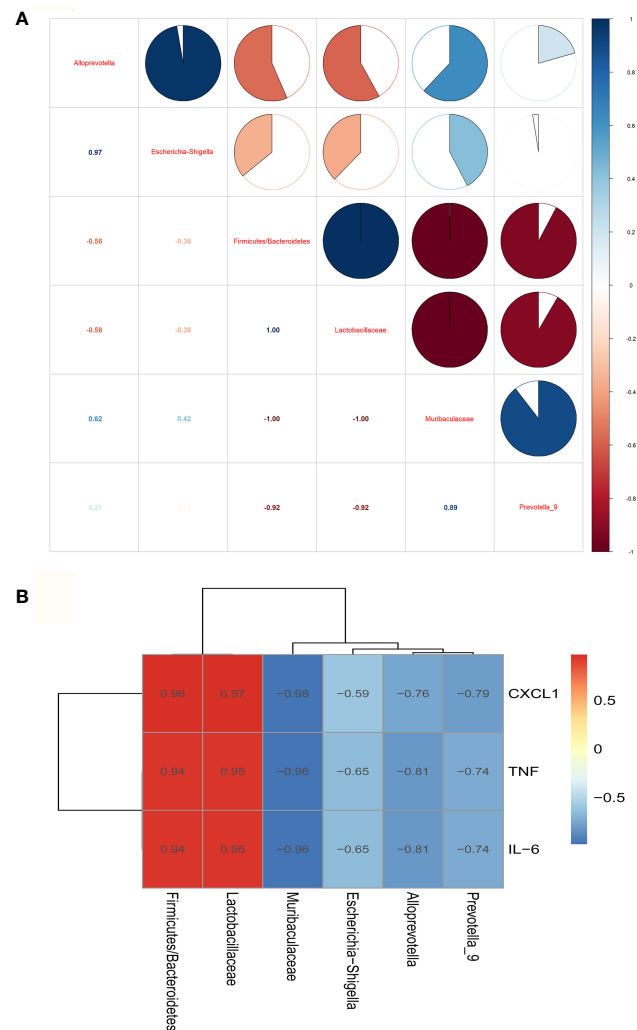 A
Alloprevotella
1
0.97 Escherichia-Shigella
0.8
0.6
-0.56 -0.36 Firmicutes/Bacteroidetes
0.4
0.2
0
-0.58 -0.38 1.00 Lactobacillaceae
-0.2
-0.4
0.62 0.42 -1.00 -1.00 Muribaculaceae
-0.6
0.21 -0.92 -0.92 0.89 Prevotella_9
-0.8
-1
B
0.96 0.97 −0.98 −0.59 −0.76 −0.79 CXCL1
0.94 0.95 −0.96 −0.65 −0.81 −0.74 TNF
0.94 0.95 −0.96 −0.65 −0.81 −0.74 IL−6
0.5
0
−0.5
Firmicutes/Bacteroidetes
Lactobacillaceae
Muribaculaceae
Escherichia−Shigella
Alloprevotella
Prevotella_9